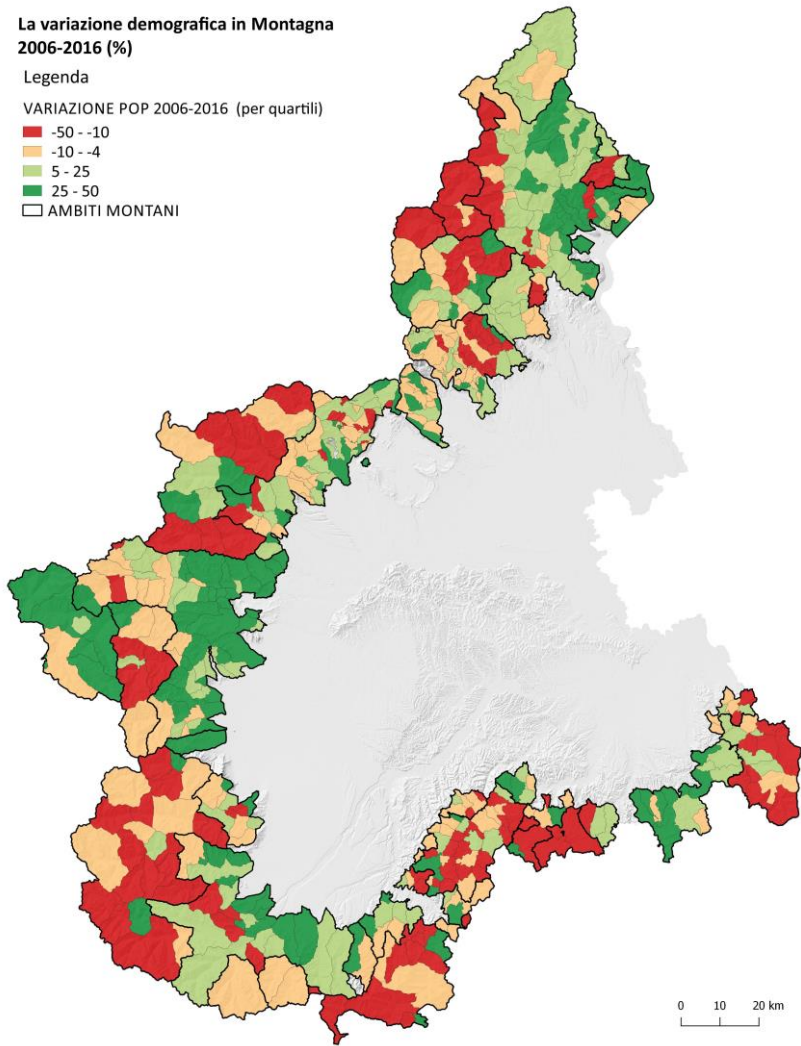 La variazione demografica in Montagna
2006-2016 (%)
Legenda
VARIAZIONE POP 2006-2016 (per quartili)
-50 - -10
-10 - -4
5 - 25
25 - 50
AMBITI MONTANI
0 10 20 km